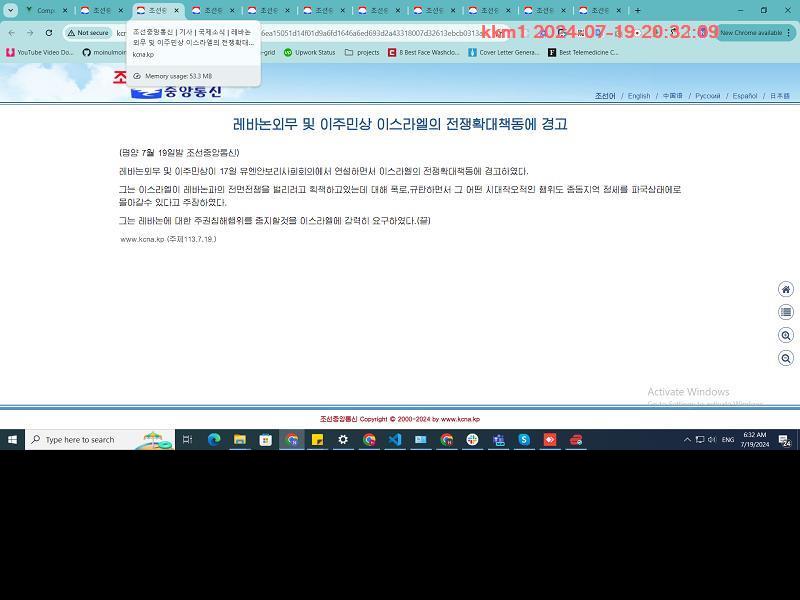 Comp
조선중
조선중
조선중
조선중
조선중
조선중
조선중
조선중
조선중
조선중
Not secure
6ea15051d14f01d9a6fd1646a6ed693d2a43318007d32613ebcb0313
kkm1 2024-07-19-20:32:09
New Chrome available
조선중앙통신 | 기사 | 국제소식 | 레바논
외무 및 이주민상 이스라엘의 전쟁확대...
kcna.kp
Memory usage: 53.3 MB
YouTube Video Do...
-grid
Upwork Status
projects
8 Best Face Washclo...
Cover Letter Genera...
Best Telemedicine C...
중앙통신
조선어 / English / 中国语 / Русский / Español / 日本語
레바논외무 및 이주민상 이스라엘의 전쟁확대책동에 경고
(평양 7월 19일발 조선중앙통신)
레바논외무 및 이주민상이 17일 유엔안보리사회회의에서 연설하면서 이스라엘의 전쟁확대책동에 경고하였다.
그는 이스라엘이 레바논과의 전면전쟁을 벌리려고 획책하고있는데 대해 폭로,규탄하면서 그 어떤 시대착오적인 행위도 중동지역 정세를 파국상태에로
몰아갈수 있다고 주장하였다.
그는 레바논에 대한 주권침해행위를 중지할것을 이스라엘에 강력히 요구하였다.(끝)
www.kcna.kp (주체113.7.19.)
Activate Windows
Go to Settings to activate Windows.
조선중앙통신 Copyright © 2000-2024 by www.kcna.kp
Type here to search
ENG
6:32 AM
7/19/2024
24